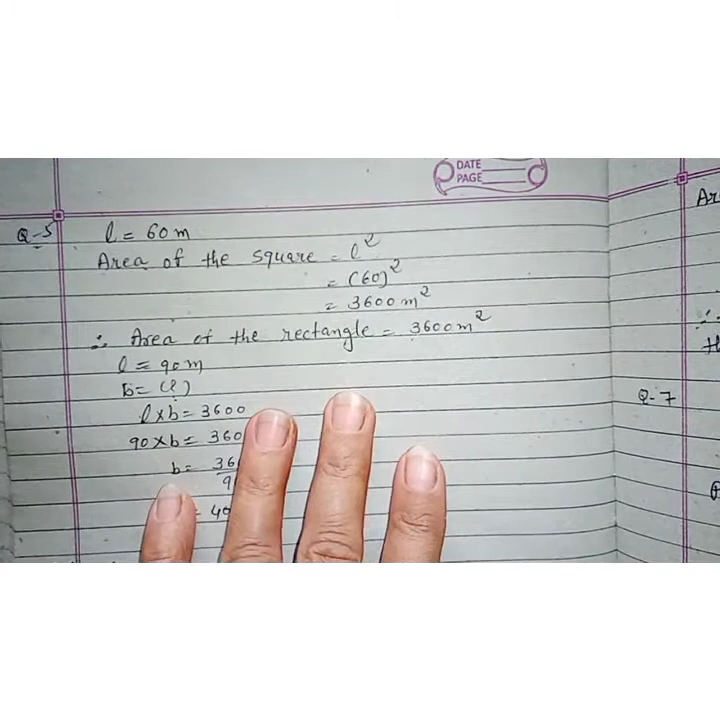 DATE
PAGE
Q-5
l = 60 m
Area of the square = l²
= (60)²
= 3600 m²
∴ Area of the rectangle = 3600 m²
l = 90 m
b = (?)
l×b = 3600
90×b = 360
b = 36
9
= 40
Ar
Q-7